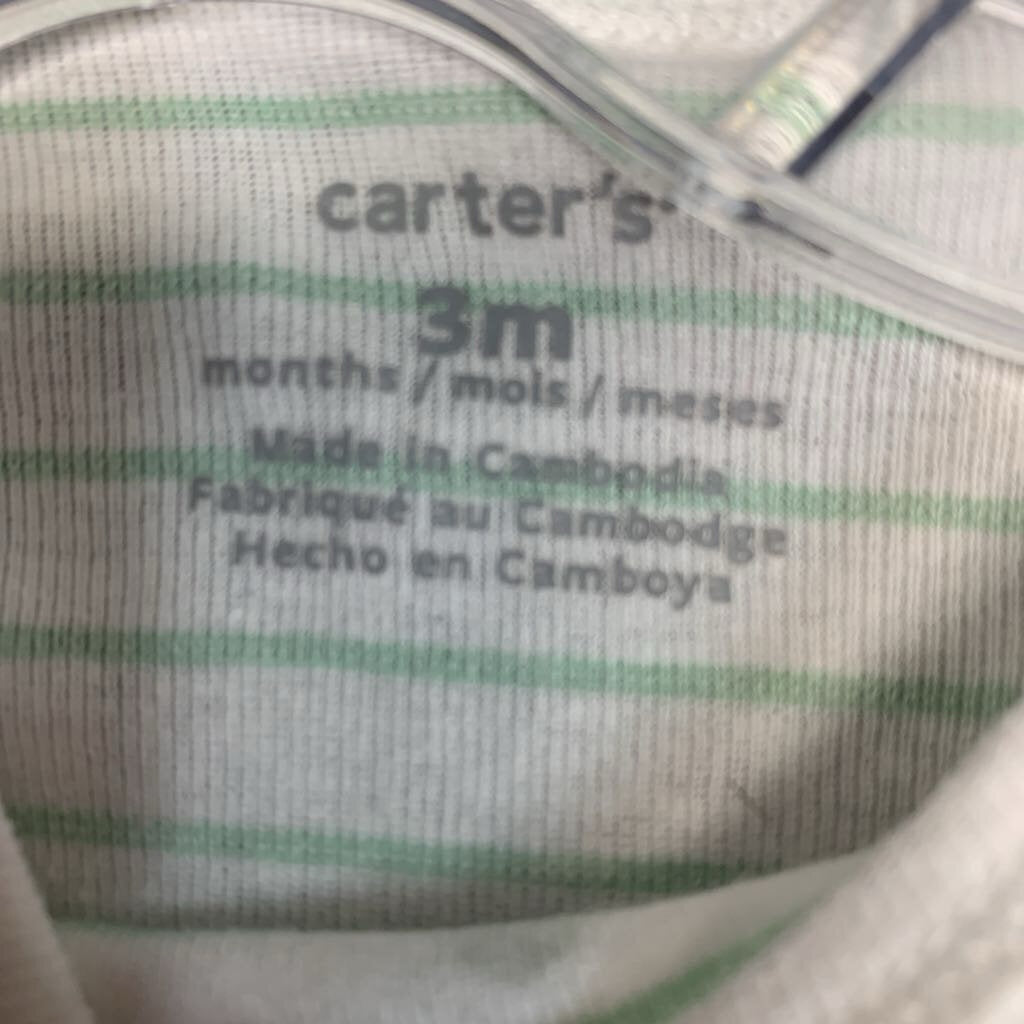 carter's
3m
months / mois / meses
Made in Cambodia
Fabriqué au Cambodge
Hecho en Camboya